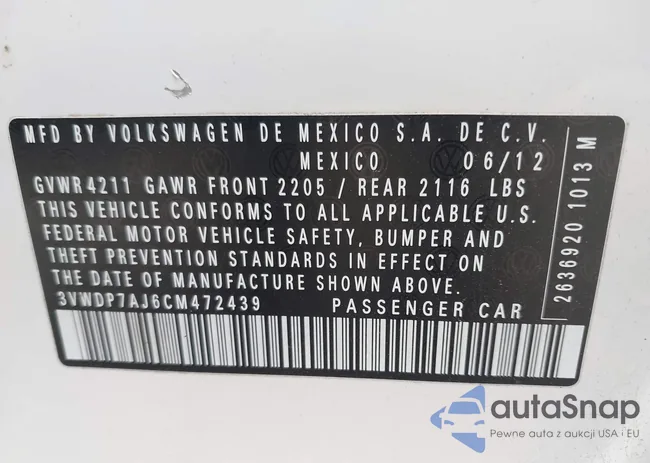 MFD BY VOLKSWAGEN DE MEXICO S.A. DE C.V.
MEXICO 06/12
GVWR 4211 GAWR FRONT 2205 / REAR 2116 LBS
THIS VEHICLE CONFORMS TO ALL APPLICABLE U.S.
FEDERAL MOTOR VEHICLE SAFETY, BUMPER AND
THEFT PREVENTION STANDARDS IN EFFECT ON
THE DATE OF MANUFACTURE SHOWN ABOVE.
3VWDP7AJ6CM472439 PASSENGER CAR
2636920 1013 M
autaSnap
Pewne auta z aukcji USA i EU